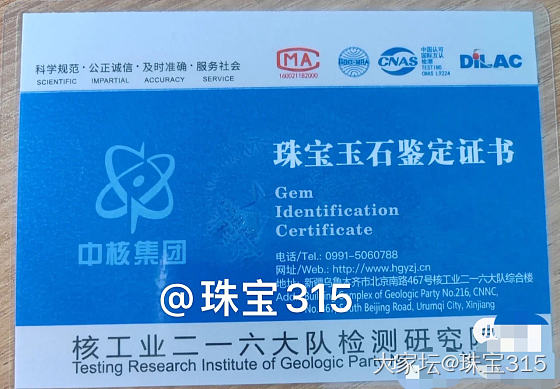 科学规范·公正诚信·及时准确·服务社会
SCIENTIFIC IMPARTIAL ACCURACY SERVICE
MA
160021182000
ilac-MRA
CNAS
中国认可
国际互认
检测
TESTING
CNAS L9224
DiLAC
珠宝玉石鉴定证书
Gem
Identification
Certificate
中核集团
电话/Tel.: 0991-5060788
网址/Web.: http://www.hgyzj.cn
地址: 新疆乌鲁木齐市北京南路467号核工业二一六大队综合楼
Complex of Geologic Party No.216, CNNC,
South Beijing Road, Urumqi City, Xinjiang
@珠宝315
核工业二一六大队检测研究
Testing Research Institute of Geologic Party
大家坛@珠宝315